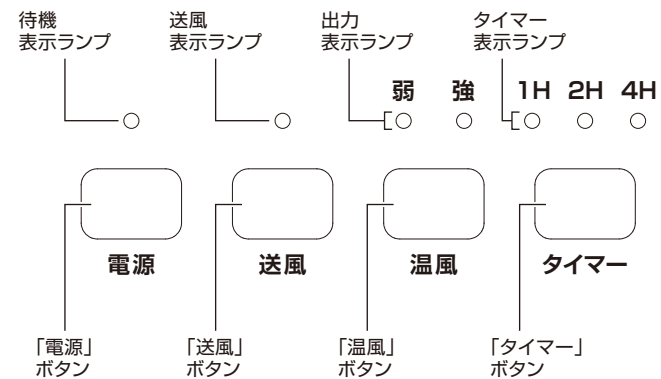 待機
表示ランプ
送風
表示ランプ
出力
表示ランプ
タイマー
表示ランプ
弱 強 1H 2H 4H
電源 送風 温風 タイマー
「電源」
ボタン
「送風」
ボタン
「温風」
ボタン
「タイマー」
ボタン